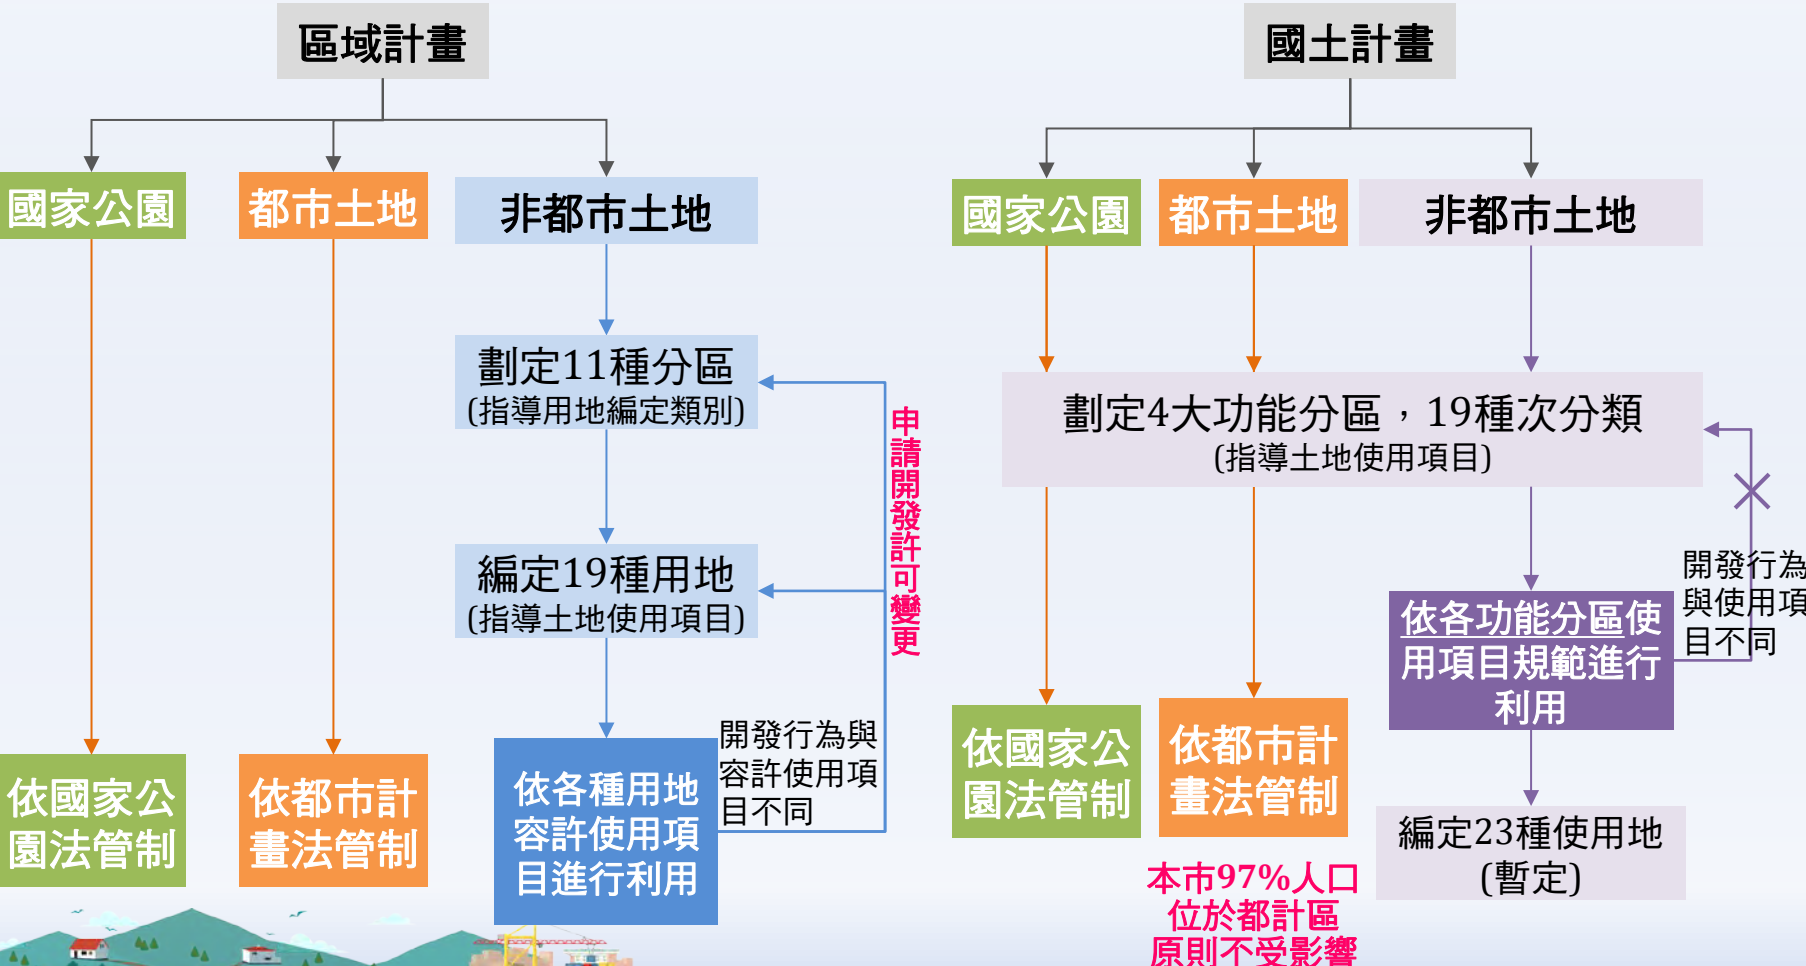 區域計畫
國家公園
都市土地
非都市土地
劃定11種分區
(指導用地編定類別)
編定19種用地
(指導土地使用項目)
申請開發許可變更
開發行為與
容許使用項
目不同
依國家公
園法管制
依都市計
畫法管制
依各種用地
容許使用項
目進行利用
國土計畫
國家公園
都市土地
非都市土地
劃定4大功能分區，19種次分類
(指導土地使用項目)
開發行為
與使用項
目不同
依各功能分區使
用項目規範進行
利用
依國家公
園法管制
依都市計
畫法管制
編定23種使用地
(暫定)
本市97%人口
位於都計區
原則不受影響